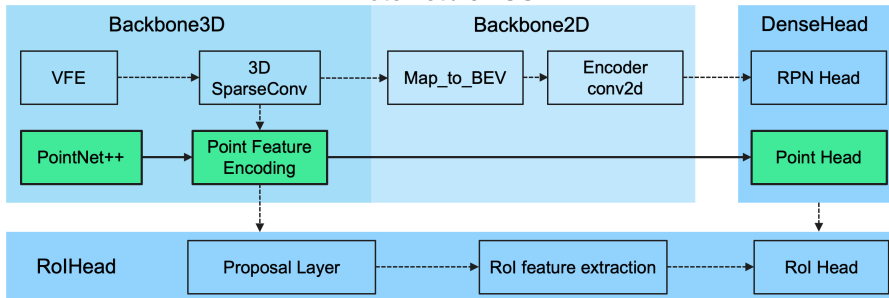 Backbone3D
Backbone2D
DenseHead
VFE
3D
SparseConv
Map_to_BEV
Encoder
conv2d
RPN Head
PointNet++
Point Feature
Encoding
Point Head
RoIHead
Proposal Layer
RoI feature extraction
RoI Head